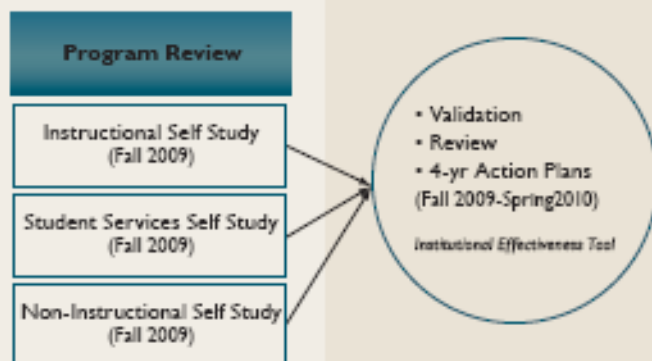 Program Review
Instructional Self Study
(Fall 2009)
Student Services Self Study
(Fall 2009)
Non-Instructional Self Study
(Fall 2009)
• Validation
• Review
• 4-yr Action Plans
(Fall 2009-Spring2010)
Institutional Effectiveness Tool